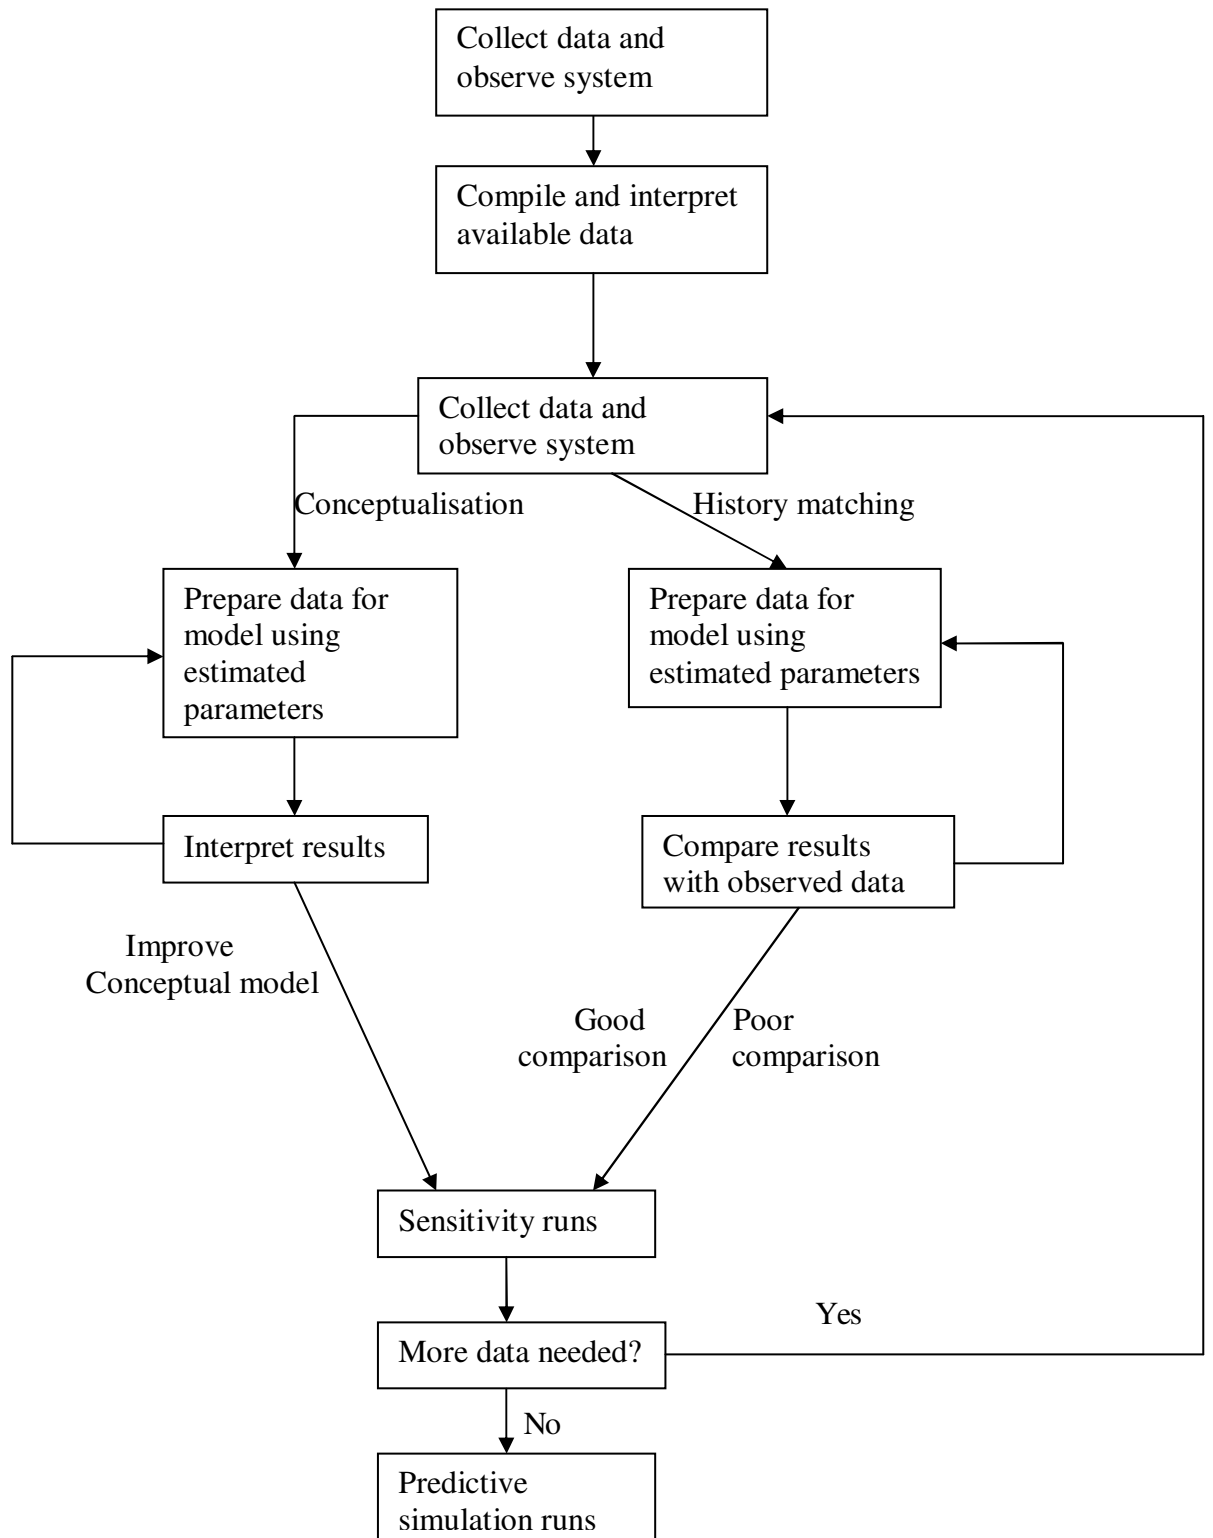 Collect data and
observe system
Compile and interpret
available data
Collect data and
observe system
Conceptualisation
History matching
Prepare data for
model using
estimated
parameters
Prepare data for
model using
estimated parameters
Interpret results
Compare results
with observed data
Improve
Conceptual model
Good
comparison
Poor
comparison
Sensitivity runs
Yes
More data needed?
No
Predictive
simulation runs